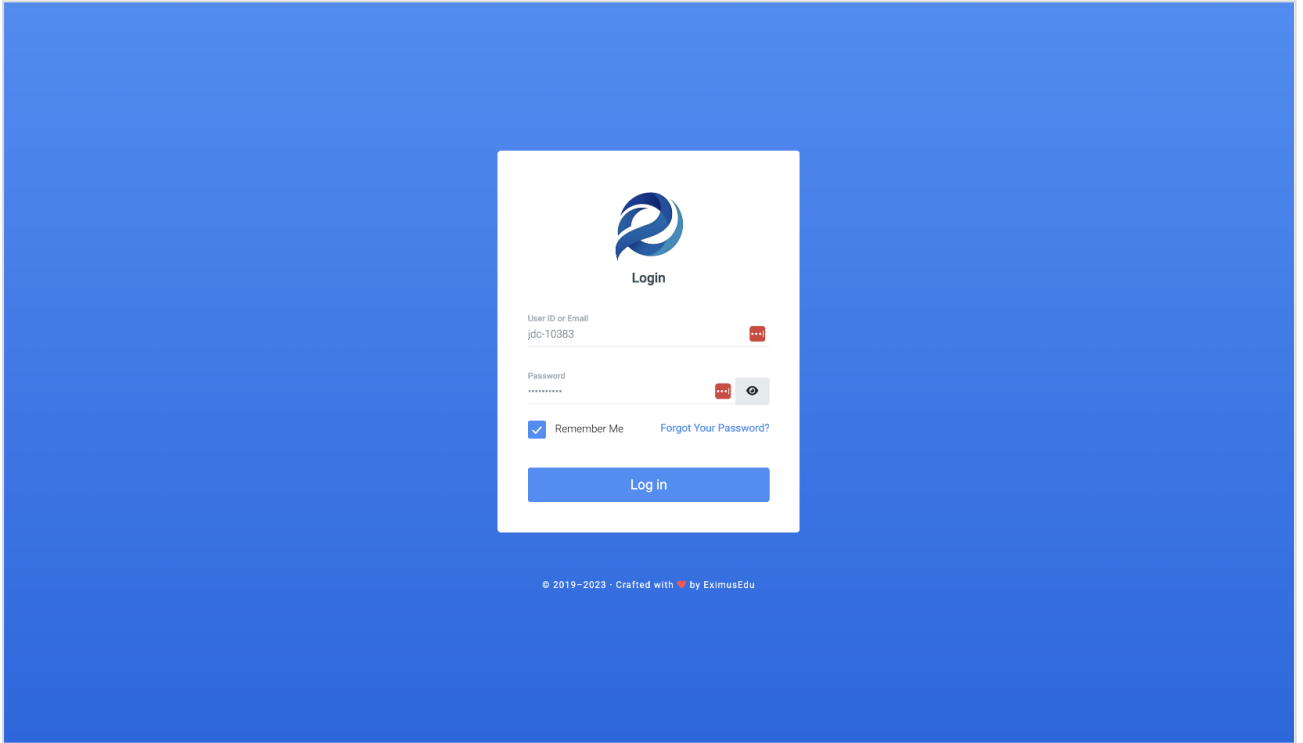 Login
User ID or Email
jdc-10383
Password
••••••••••
Remember Me
Forgot Your Password?
Log in
© 2019–2023 · Crafted with ❤ by EximusEdu